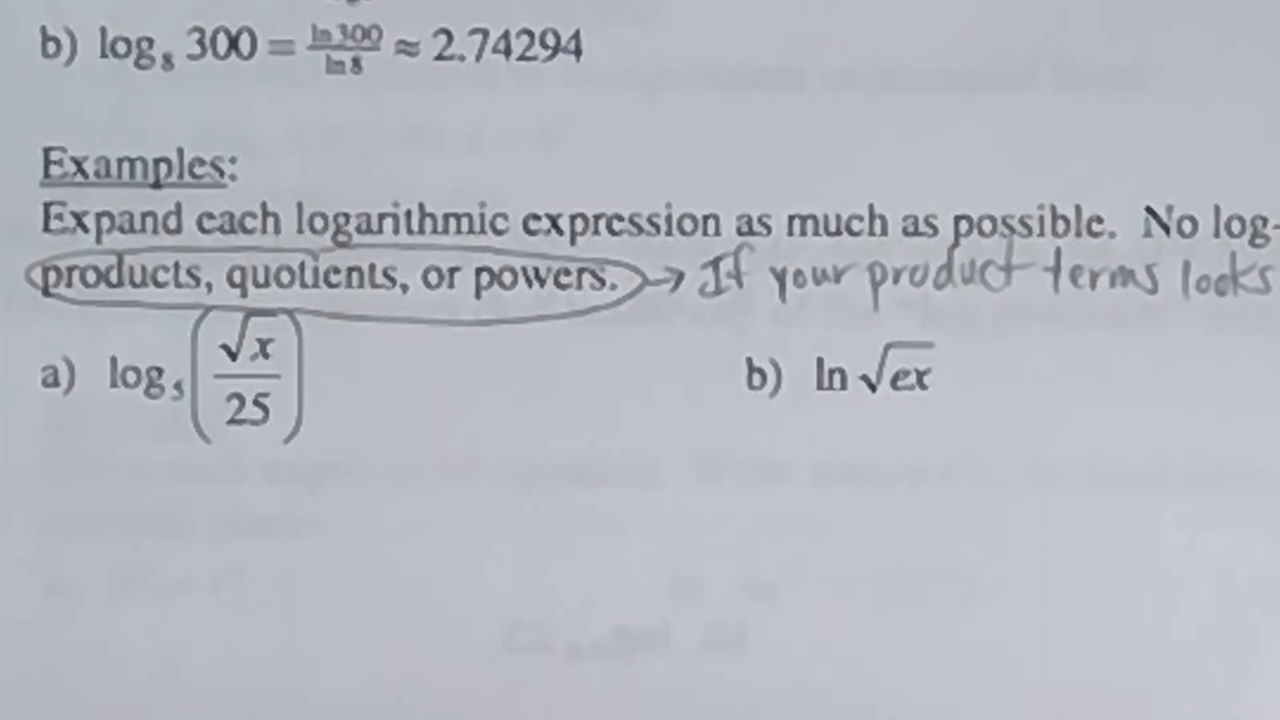 b) log₈ 300 = ln 300 / ln 8 ≈ 2.74294
Examples:
Expand each logarithmic expression as much as possible. No log-
products, quotients, or powers. → If your product terms looks
a) log₅ (√x / 25) b) ln √ex